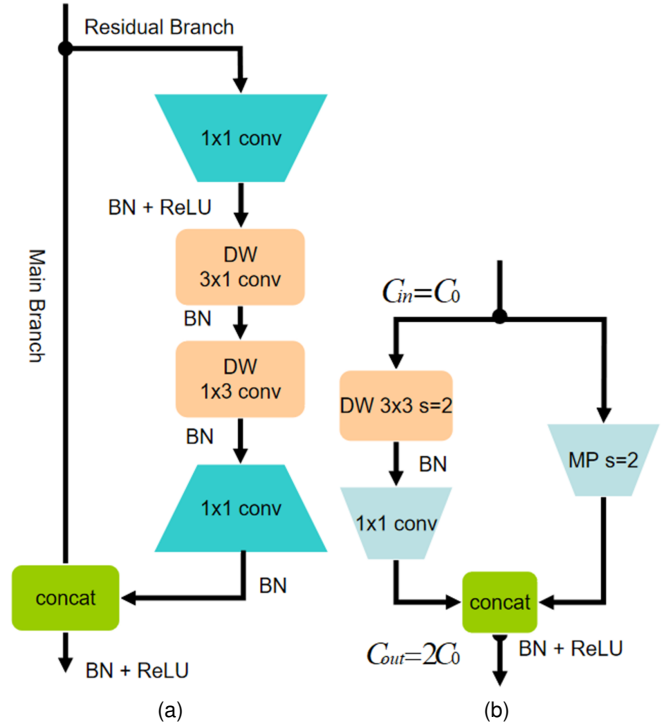 Residual Branch
1x1 conv
BN + ReLU
DW
3x1 conv
BN
DW
1x3 conv
BN
1x1 conv
BN
Main Branch
concat
BN + ReLU
(a)
Cin=C0
DW 3x3 s=2
MP s=2
BN
1x1 conv
concat
Cout=2C0
BN + ReLU
(b)